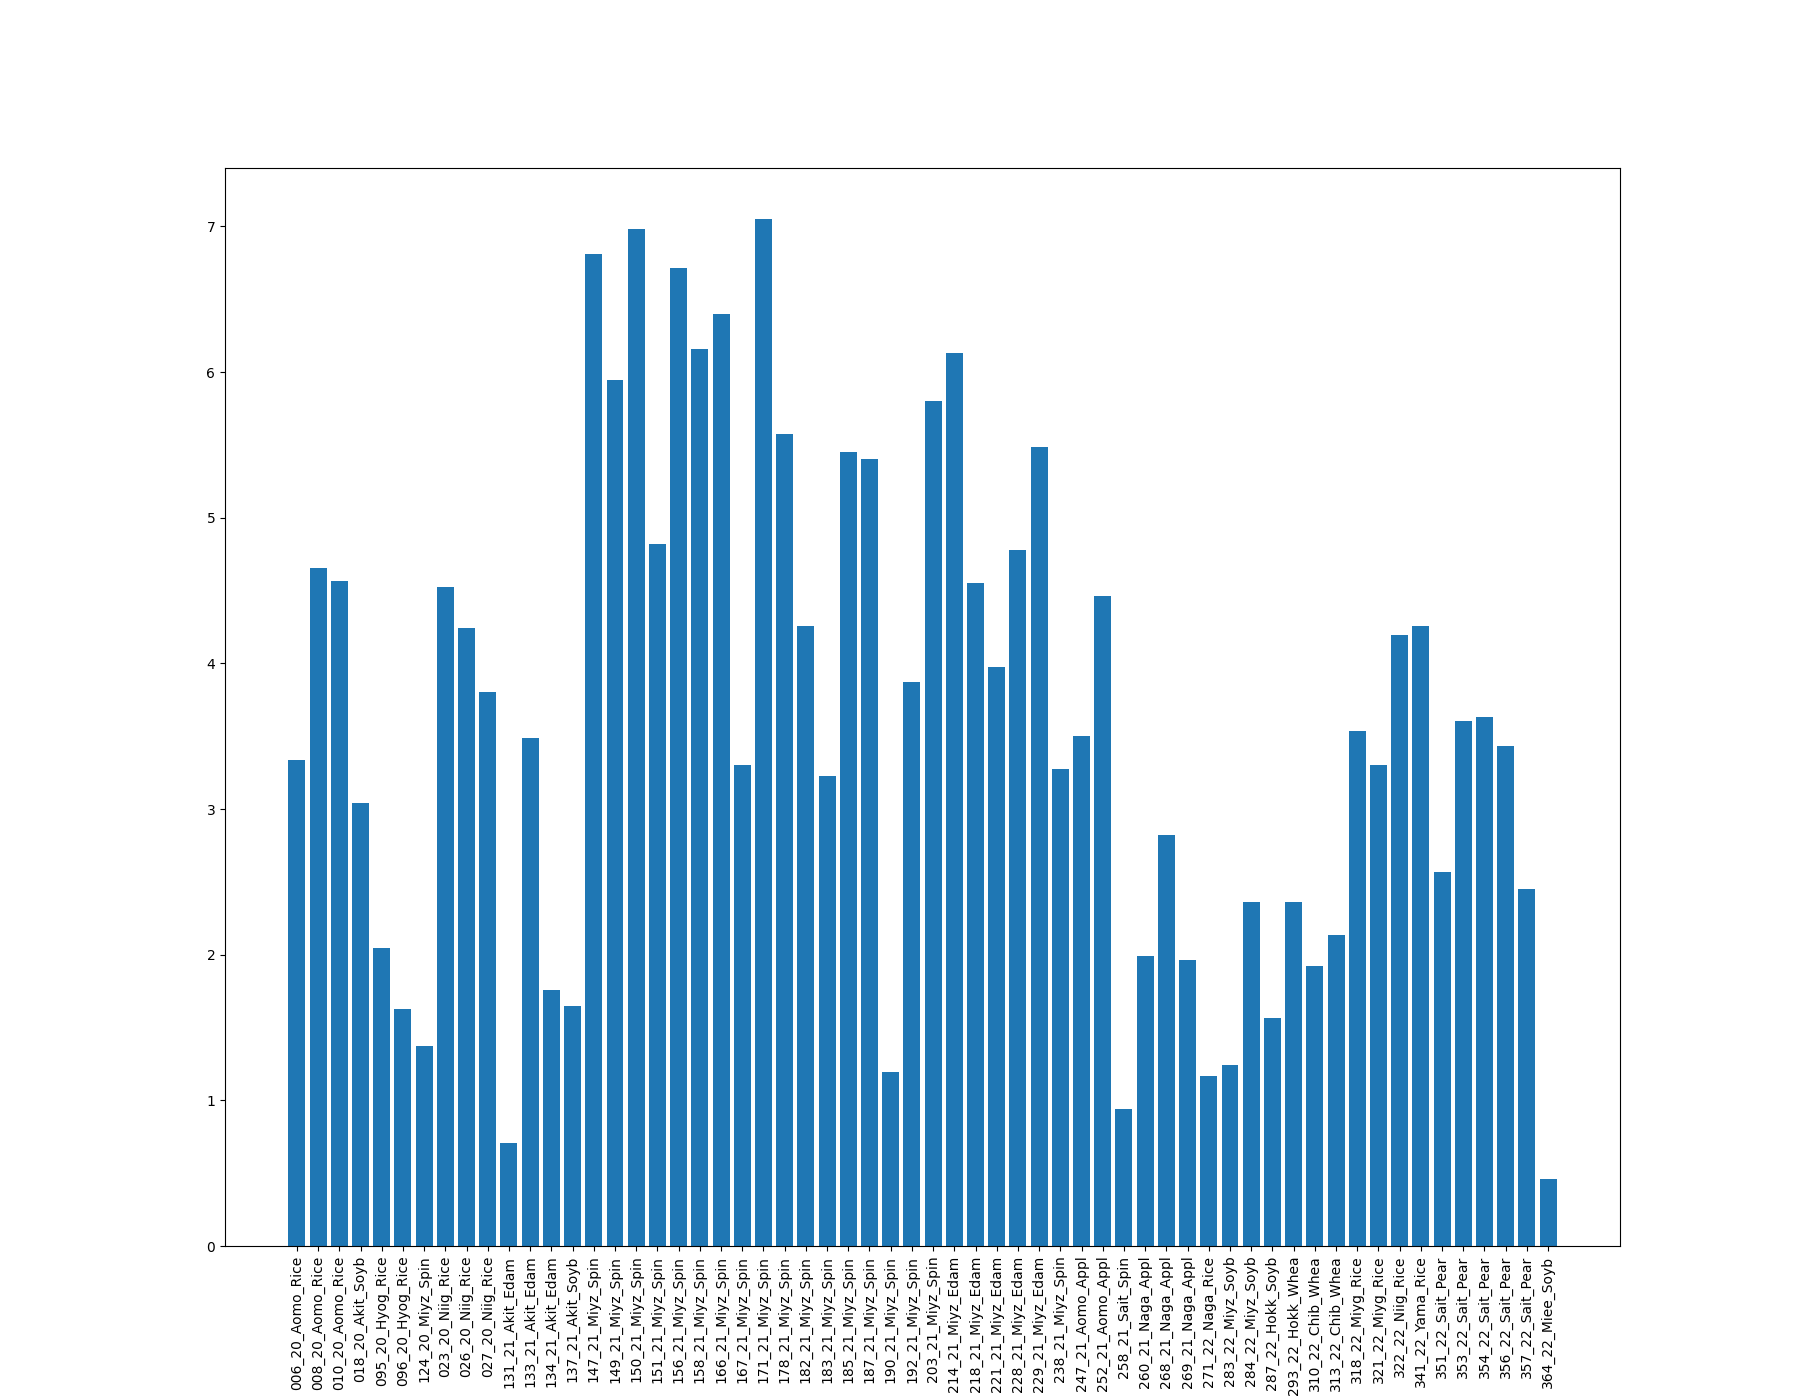 7
6
5
4
3
2
1
0
006_20_Aomo_Rice
008_20_Aomo_Rice
010_20_Aomo_Rice
018_20_Akit_Soyb
095_20_Hyog_Rice
096_20_Hyog_Rice
124_20_Miyz_Spin
023_20_Niig_Rice
026_20_Niig_Rice
027_20_Niig_Rice
131_21_Akit_Edam
133_21_Akit_Edam
134_21_Akit_Edam
137_21_Akit_Soyb
147_21_Miyz_Spin
149_21_Miyz_Spin
150_21_Miyz_Spin
151_21_Miyz_Spin
156_21_Miyz_Spin
158_21_Miyz_Spin
166_21_Miyz_Spin
167_21_Miyz_Spin
171_21_Miyz_Spin
178_21_Miyz_Spin
182_21_Miyz_Spin
183_21_Miyz_Spin
185_21_Miyz_Spin
187_21_Miyz_Spin
190_21_Miyz_Spin
192_21_Miyz_Spin
203_21_Miyz_Spin
214_21_Miyz_Edam
218_21_Miyz_Edam
221_21_Miyz_Edam
228_21_Miyz_Edam
229_21_Miyz_Edam
238_21_Miyz_Spin
247_21_Aomo_Appl
252_21_Aomo_Appl
258_21_Sait_Spin
260_21_Naga_Appl
268_21_Naga_Appl
269_21_Naga_Appl
271_22_Naga_Rice
283_22_Miyz_Soyb
284_22_Miyz_Soyb
287_22_Hokk_Soyb
293_22_Hokk_Whea
310_22_Chib_Whea
313_22_Chib_Whea
318_22_Miyg_Rice
321_22_Miyg_Rice
322_22_Niig_Rice
341_22_Yama_Rice
351_22_Sait_Pear
353_22_Sait_Pear
354_22_Sait_Pear
356_22_Sait_Pear
357_22_Sait_Pear
364_22_Miee_Soyb